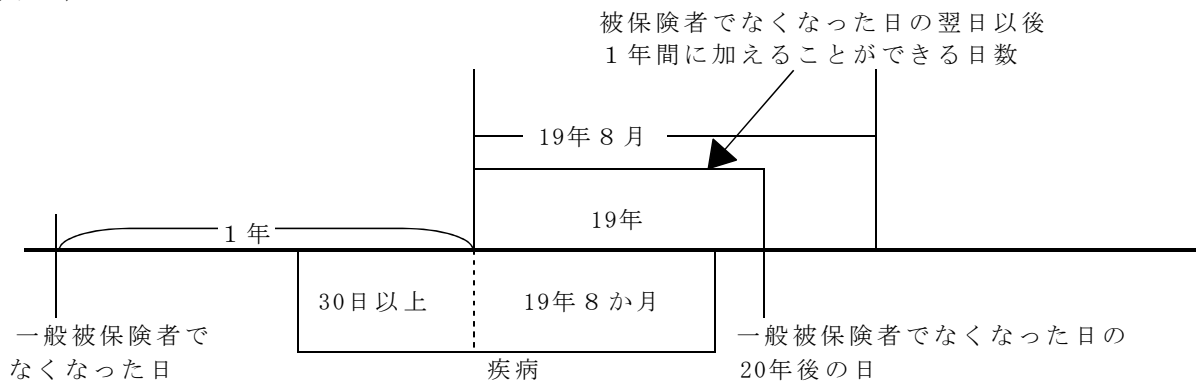 被保険者でなくなった日の翌日以後
１年間に加えることができる日数
19年８月
１年
19年
30日以上
19年８か月
一般被保険者で
なくなった日
疾病
一般被保険者でなくなった日の
20年後の日